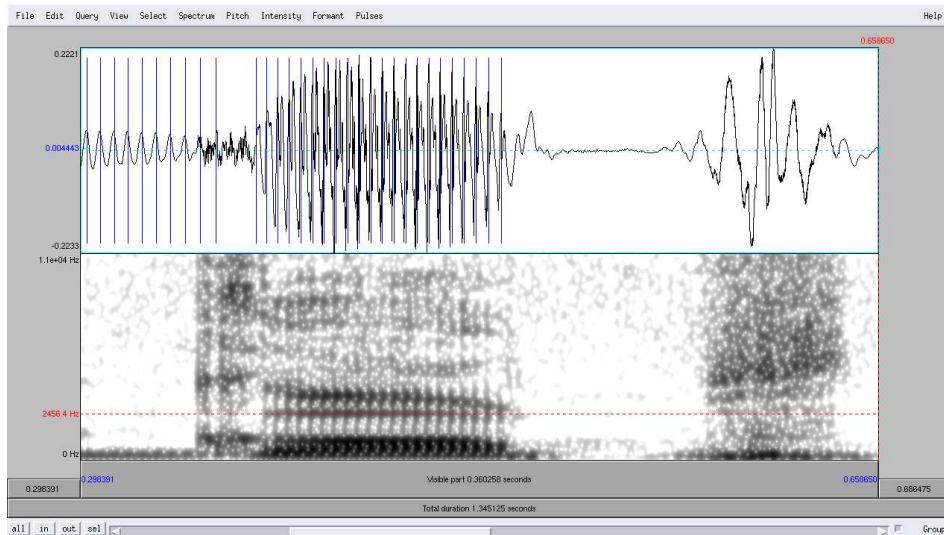 File Edit Query View Select Spectrum Pitch Intensity Formant Pulses Help
0.658650
0.2221
0.004443
-0.2233
1.1e+04 Hz
2456.4 Hz
0 Hz
0.298391 Visible part 0.360258 seconds 0.658650
0.298391 0.686475
Total duration 1.345125 seconds
all in out sel Group